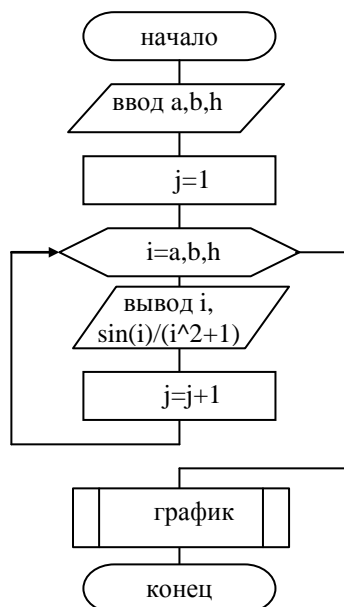 начало
ввод a,b,h
j=1
i=a,b,h
вывод i,
sin(i)/(i^2+1)
j=j+1
график
конец